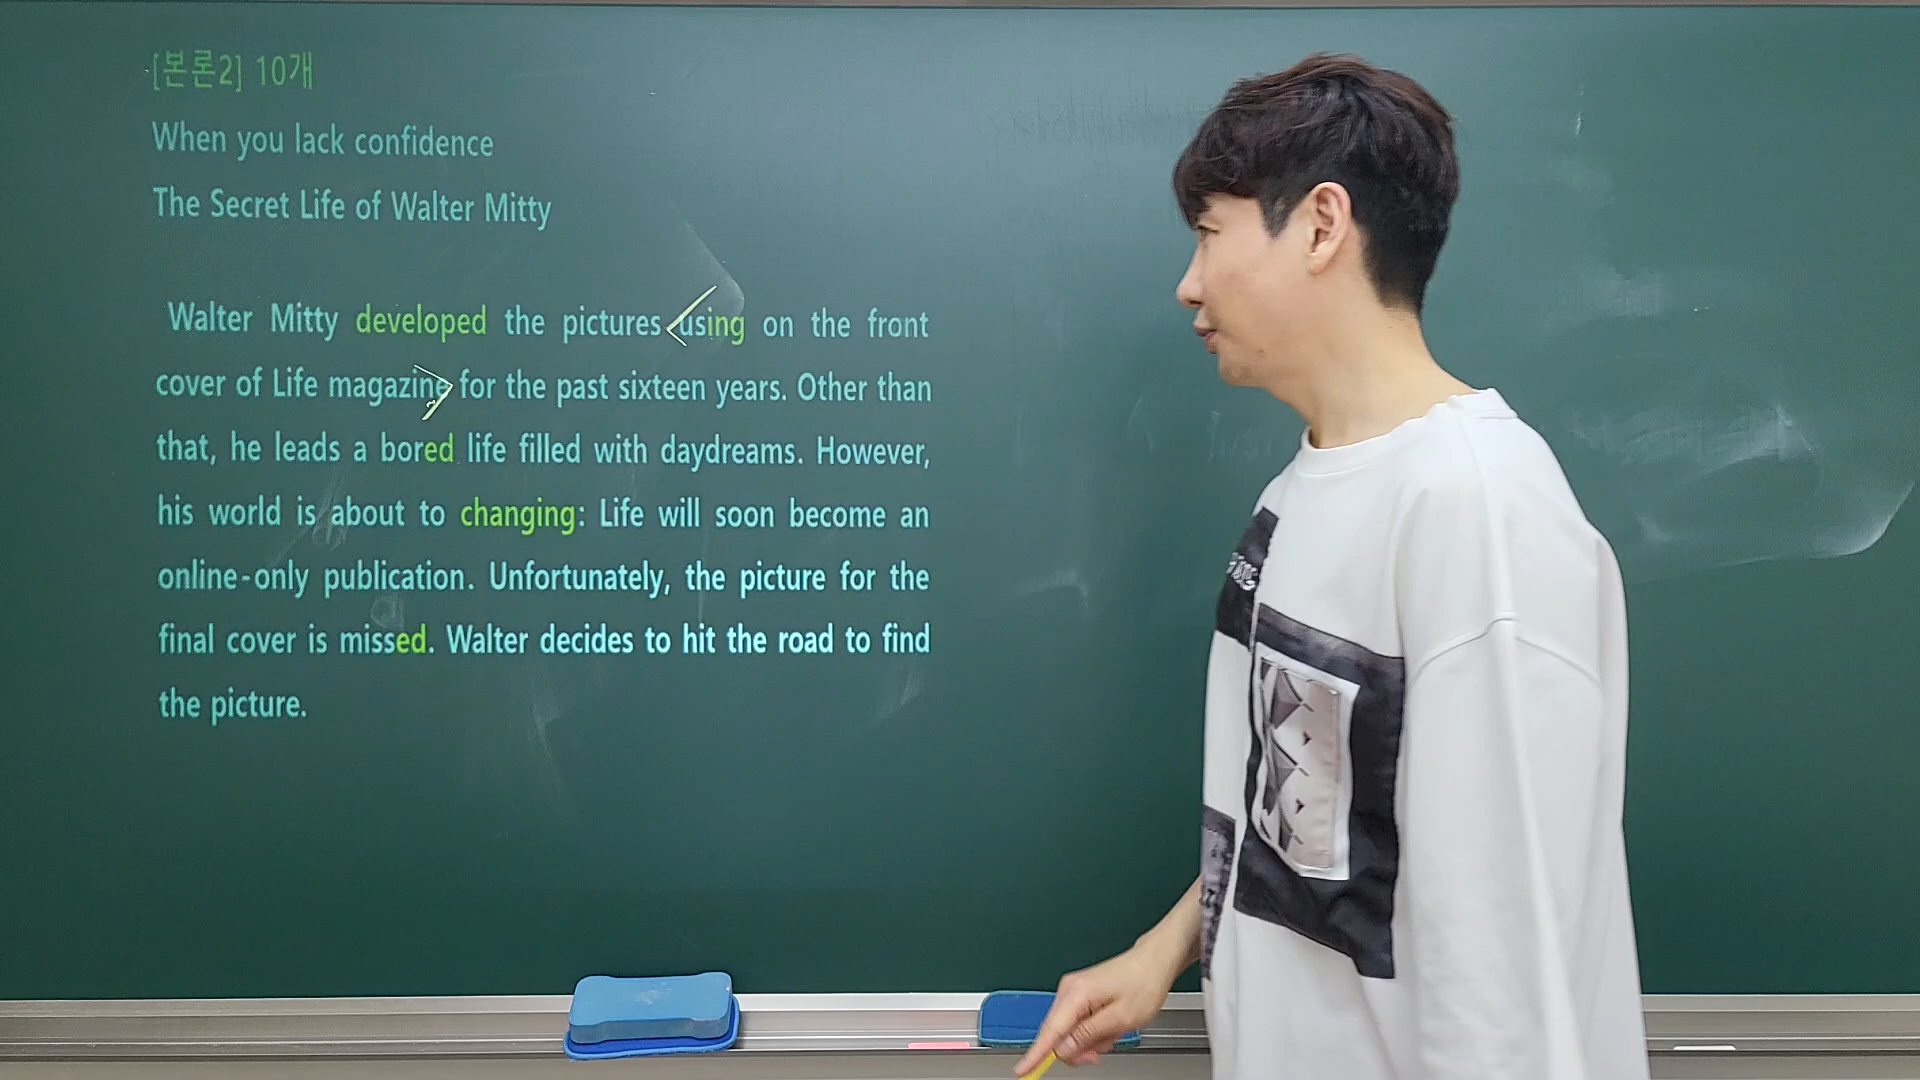 [본론2] 10개
When you lack confidence
The Secret Life of Walter Mitty
Walter Mitty developed the pictures using on the front
cover of Life magazine for the past sixteen years. Other than
that, he leads a bored life filled with daydreams. However,
his world is about to changing: Life will soon become an
online-only publication. Unfortunately, the picture for the
final cover is missed. Walter decides to hit the road to find
the picture.